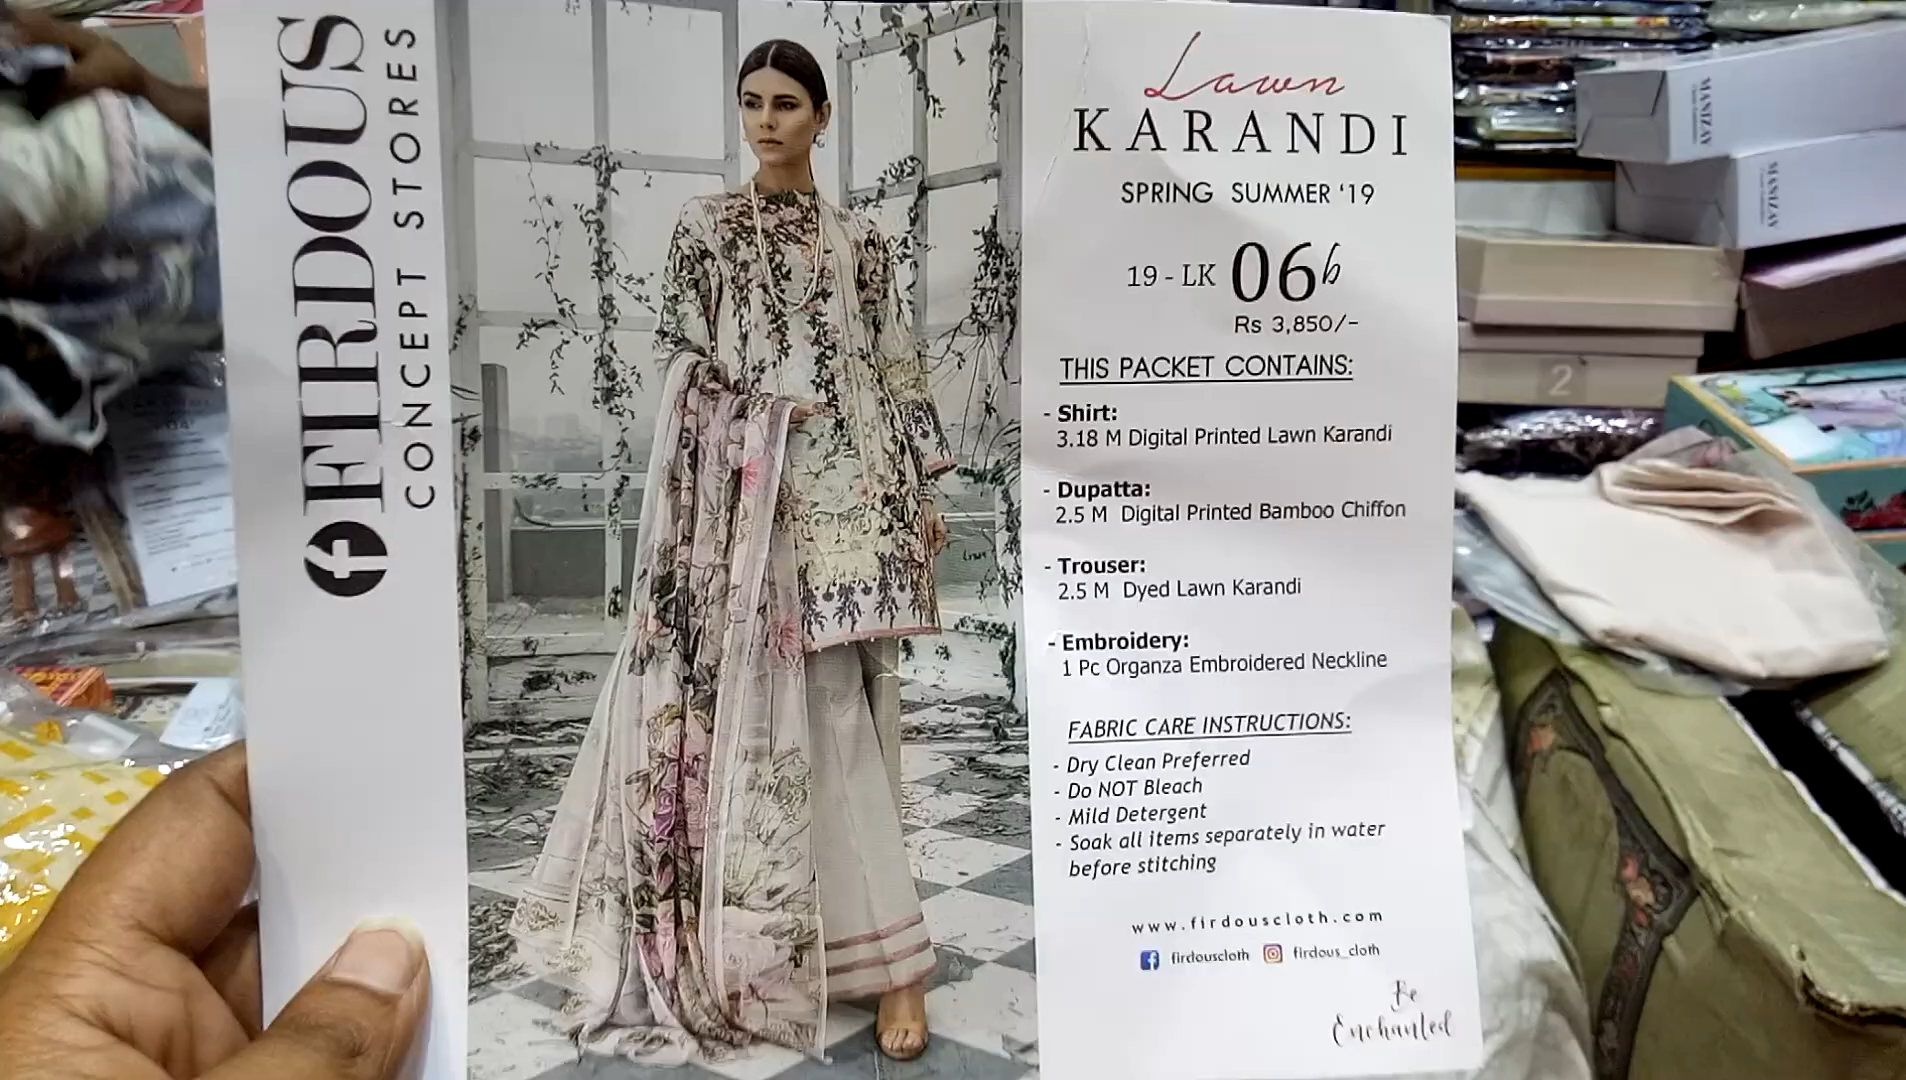 FIRDOUS
CONCEPT STORES
Lawn
KARANDI
SPRING SUMMER ‘19
19 - LK 06b
Rs 3,850/-
THIS PACKET CONTAINS:
- Shirt:
3.18 M Digital Printed Lawn Karandi
- Dupatta:
2.5 M Digital Printed Bamboo Chiffon
- Trouser:
2.5 M Dyed Lawn Karandi
- Embroidery:
1 Pc Organza Embroidered Neckline
FABRIC CARE INSTRUCTIONS:
- Dry Clean Preferred
- Do NOT Bleach
- Mild Detergent
- Soak all items separately in water
before stitching
www.firdouscloth.com
firdouscloth firdous_cloth
Be
Enchanted
MANIZAY
MANIZAY
2